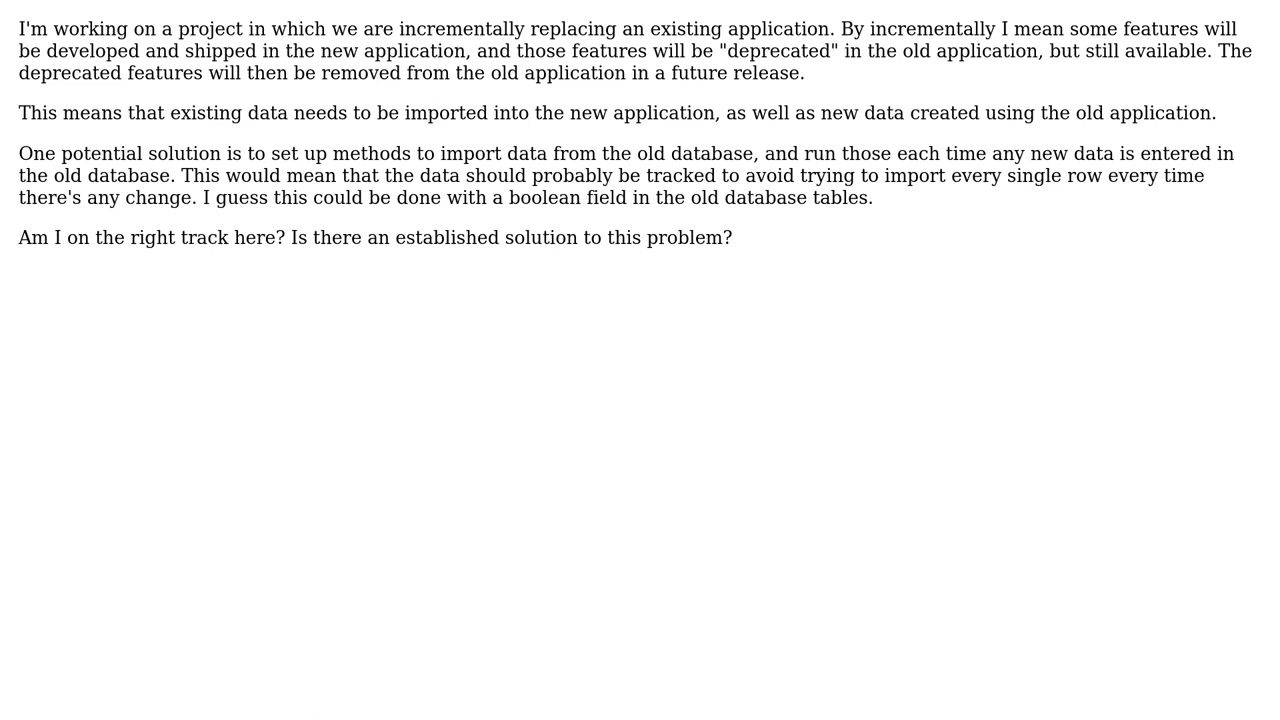 I'm working on a project in which we are incrementally replacing an existing application. By incrementally I mean some features will
be developed and shipped in the new application, and those features will be "deprecated" in the old application, but still available. The
deprecated features will then be removed from the old application in a future release.
This means that existing data needs to be imported into the new application, as well as new data created using the old application.
One potential solution is to set up methods to import data from the old database, and run those each time any new data is entered in
the old database. This would mean that the data should probably be tracked to avoid trying to import every single row every time
there's any change. I guess this could be done with a boolean field in the old database tables.
Am I on the right track here? Is there an established solution to this problem?